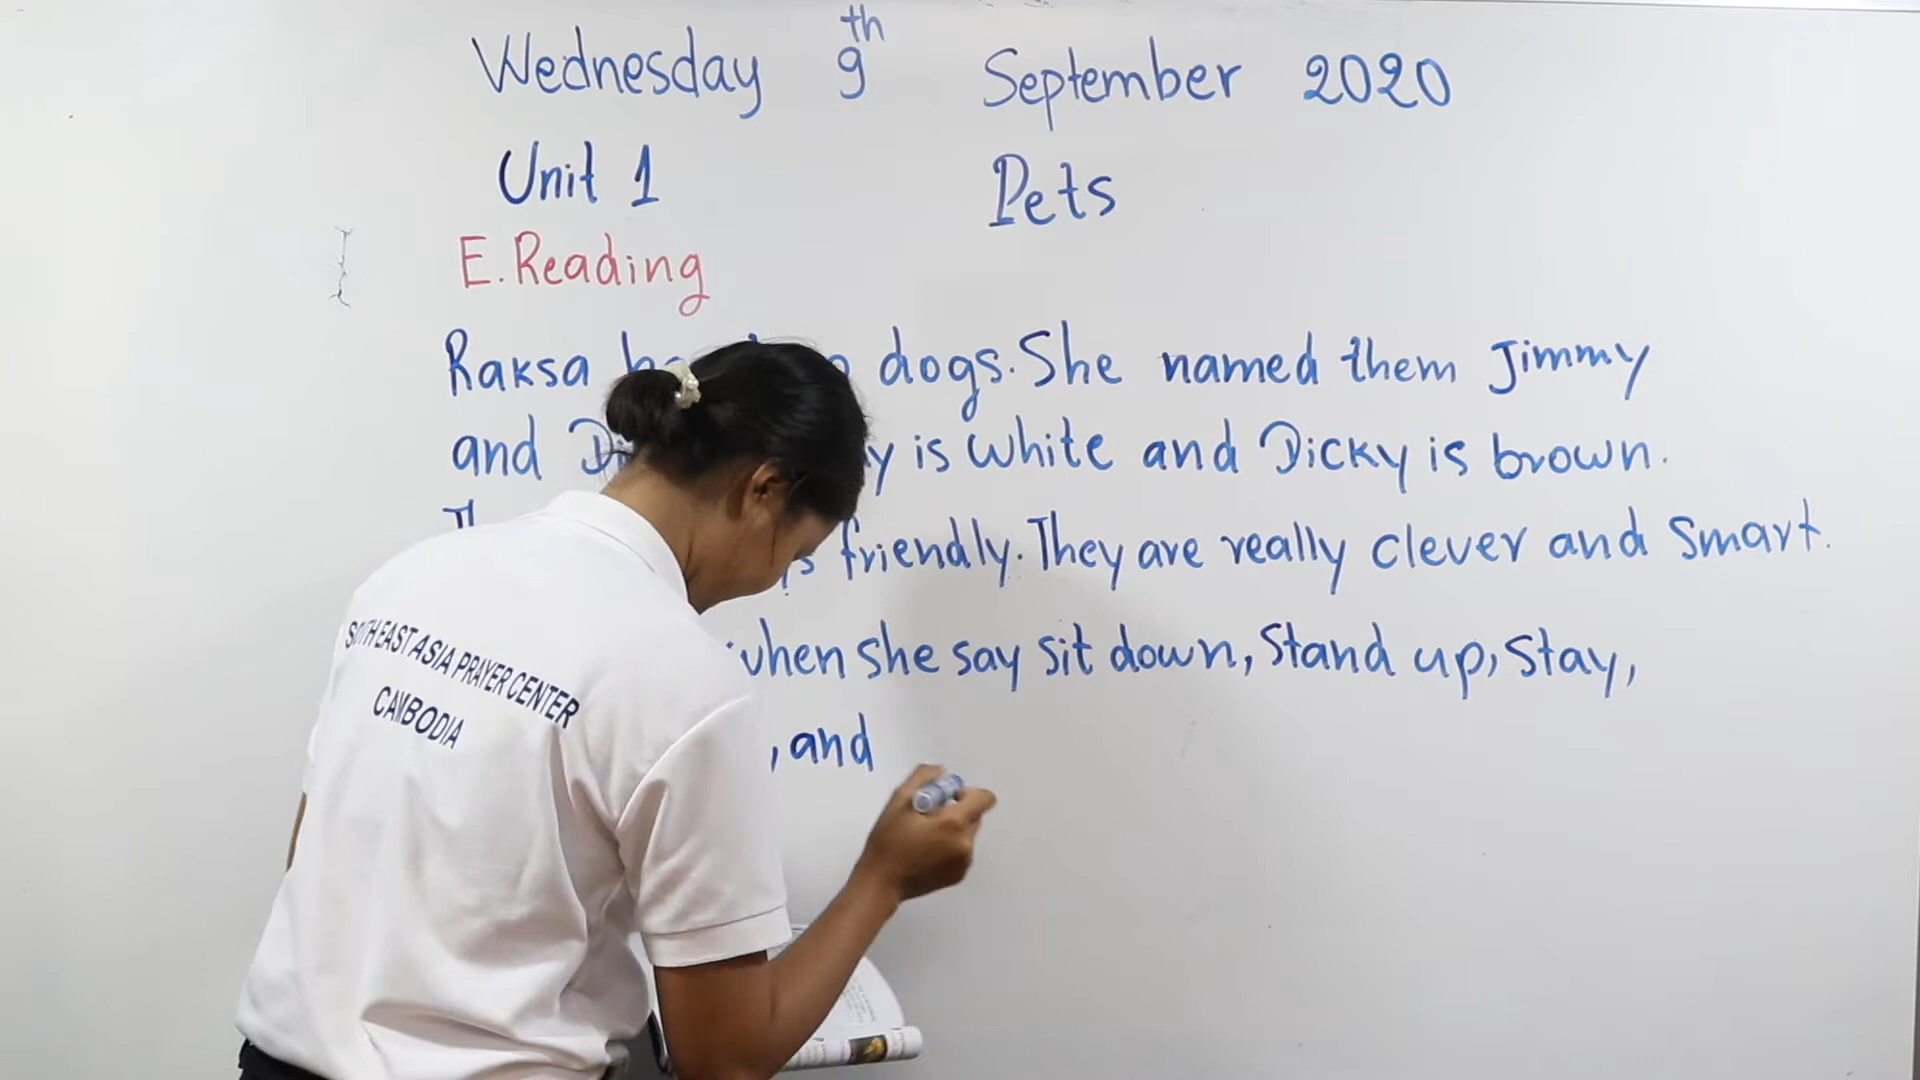 Wednesday 9th September 2020
Unit 1 Pets
E. Reading
Raksa dogs. She named them Jimmy
and is white and Dicky is brown.
friendly. They are really clever and smart.
when she say sit down, Stand up, Stay,
, and
SOUTH EAST ASIA PRAYER CENTER
CAMBODIA